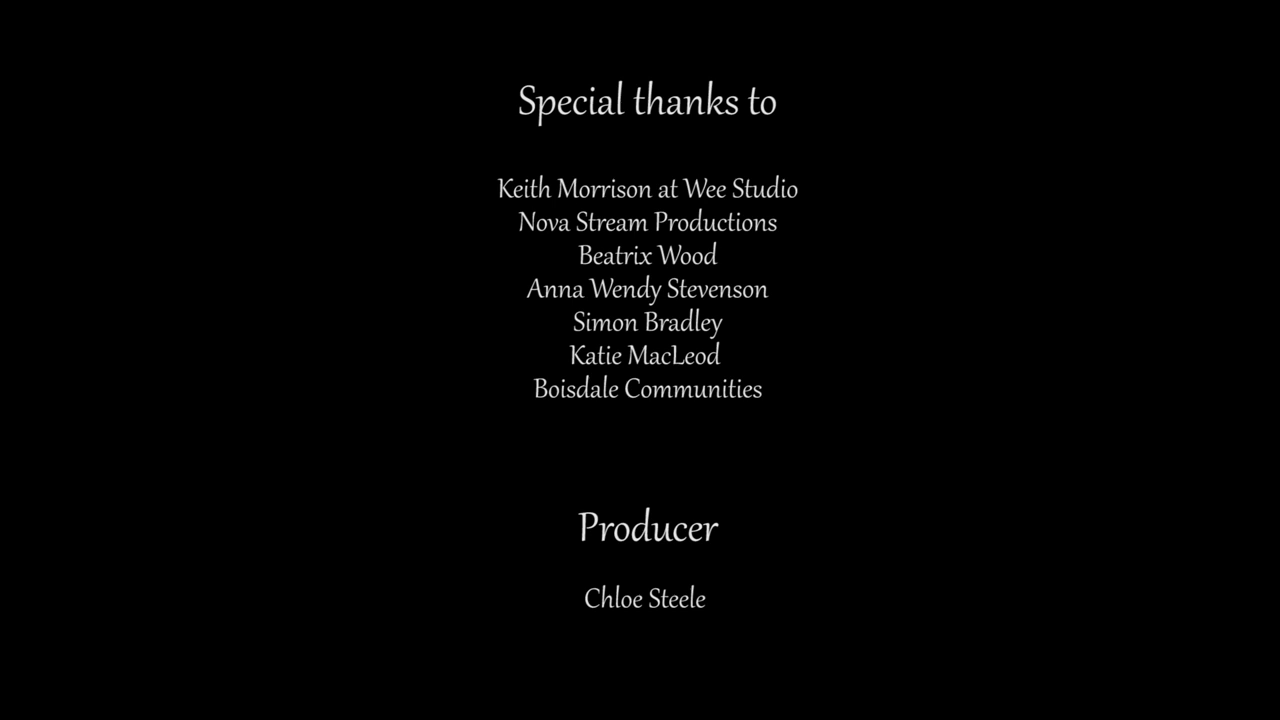 Special thanks to
Keith Morrison at Wee Studio
Nova Stream Productions
Beatrix Wood
Anna Wendy Stevenson
Simon Bradley
Katie MacLeod
Boisdale Communities
Producer
Chloe Steele